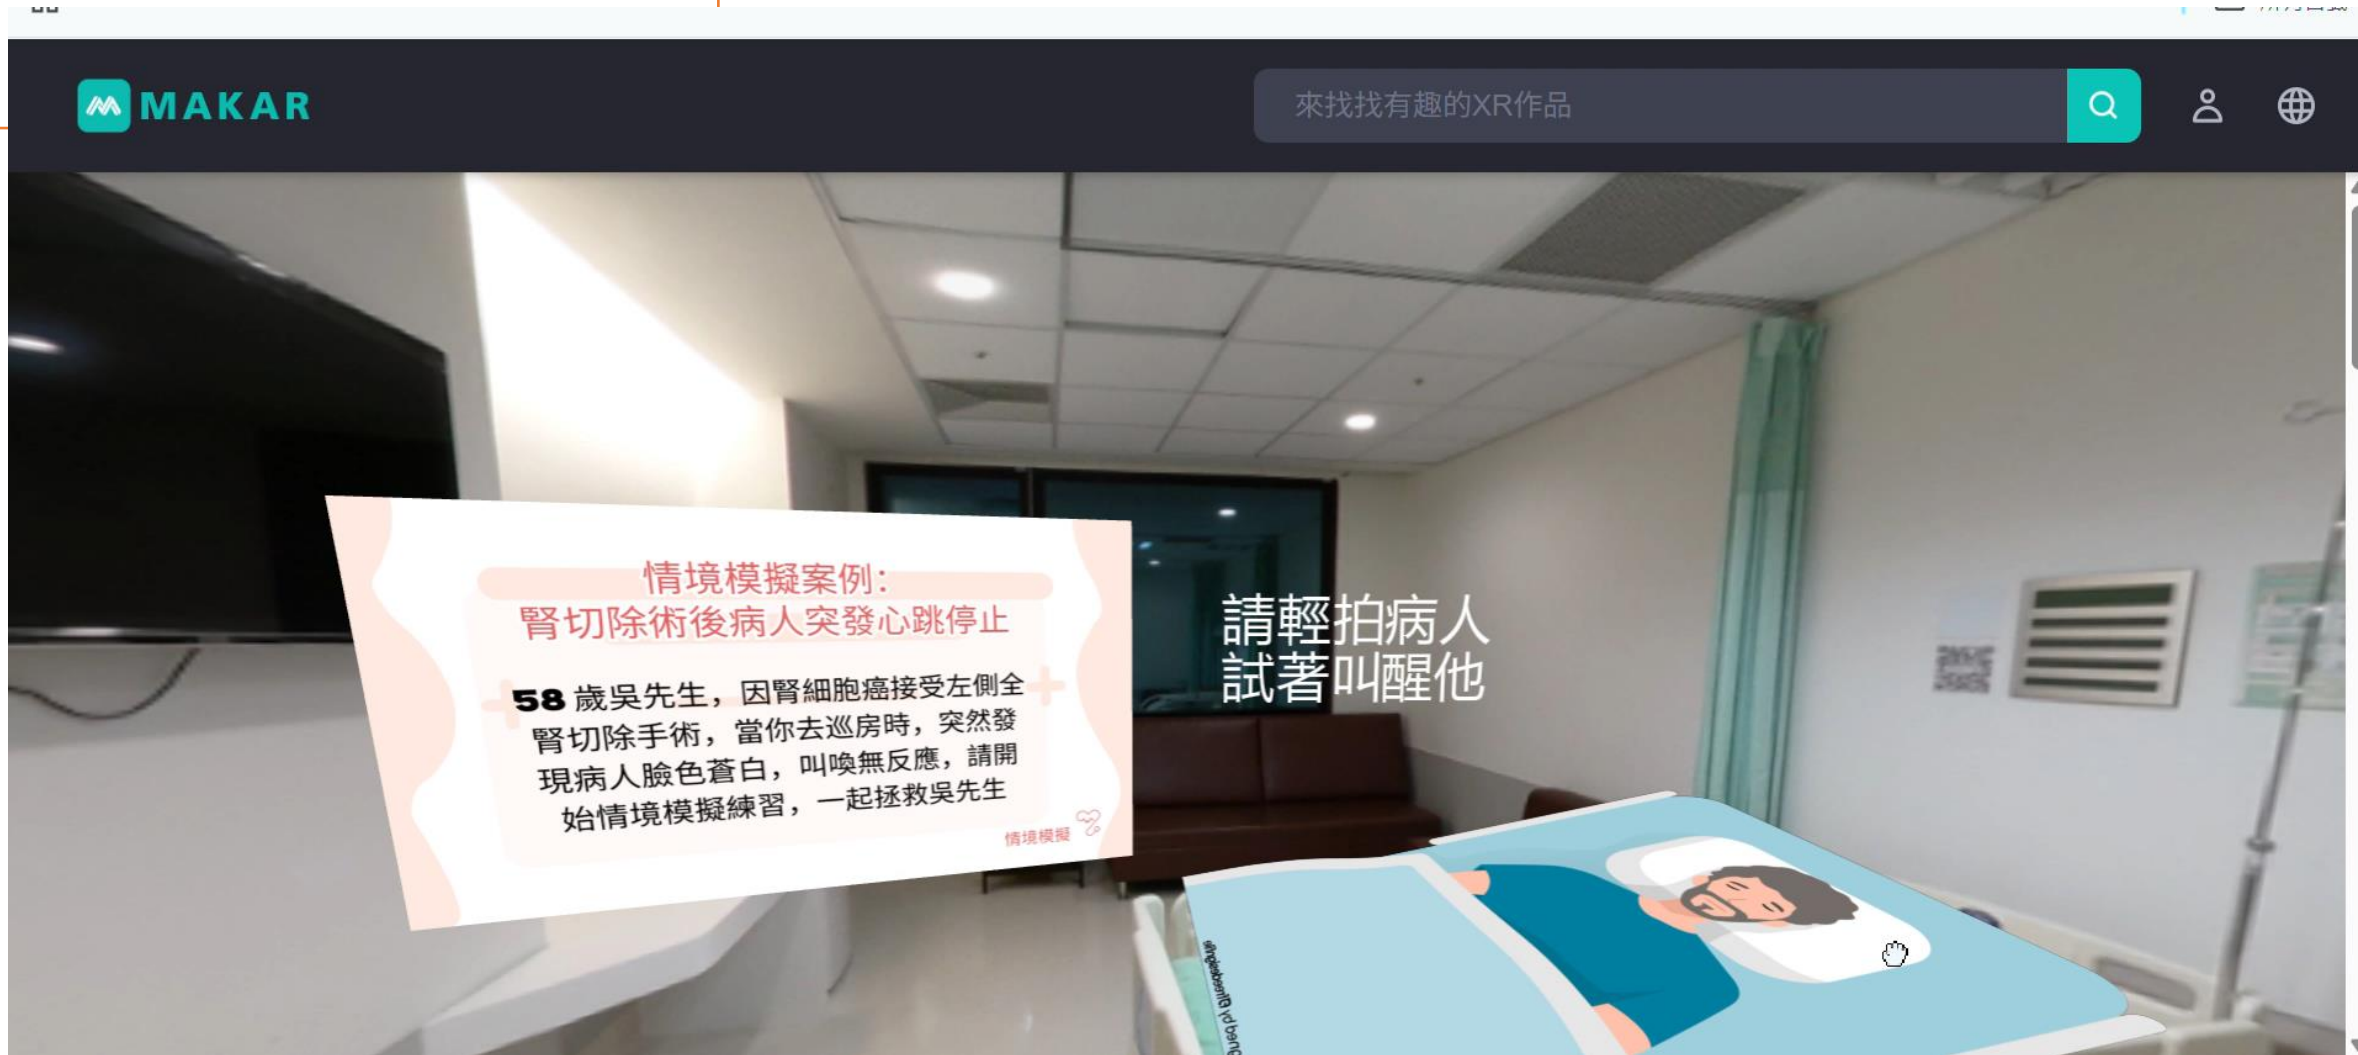 MAKAR
來找找有趣的XR作品
情境模擬案例：
腎切除術後病人突發心跳停止
58 歲吳先生，因腎細胞癌接受左側全
腎切除手術，當你去巡房時，突然發
現病人臉色蒼白，叫喚無反應，請開
始情境模擬練習，一起拯救吳先生
情境模擬
請輕拍病人
試著叫醒他